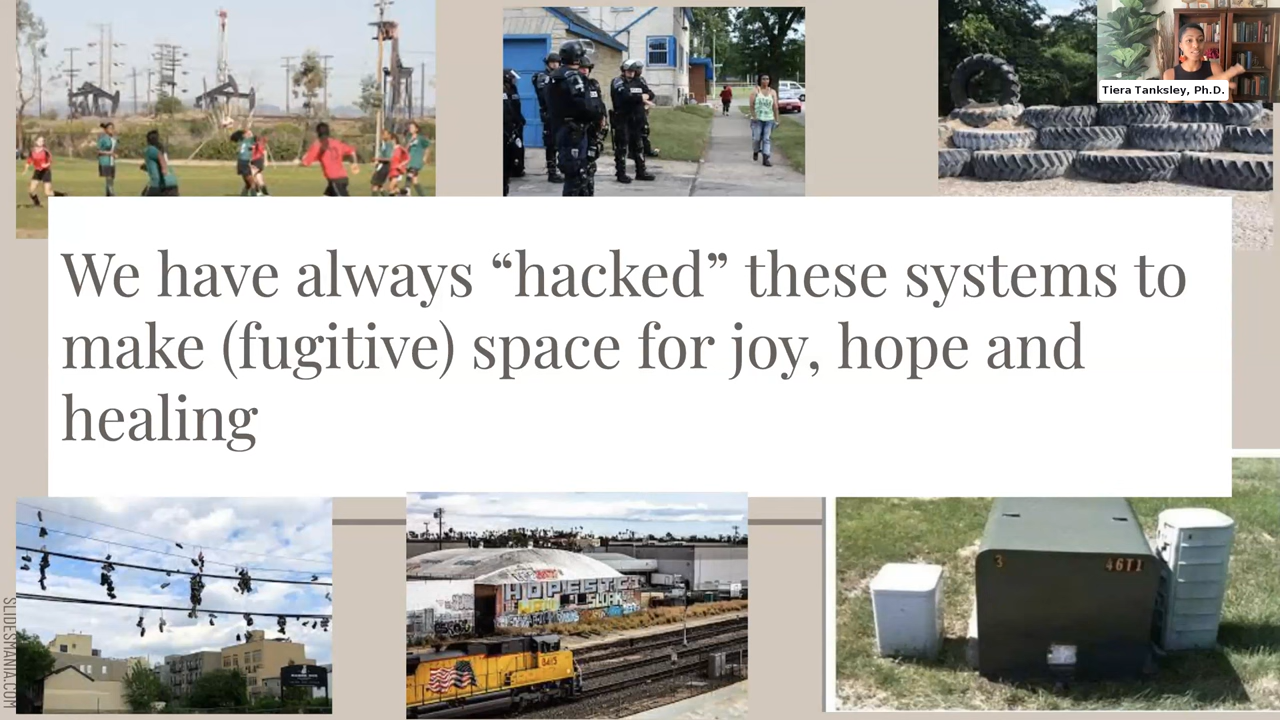 Tiera Tanksley, Ph.D.
We have always “hacked” these systems to
make (fugitive) space for joy, hope and
healing
3
46T1
8485
SLIDESMANIA.COM